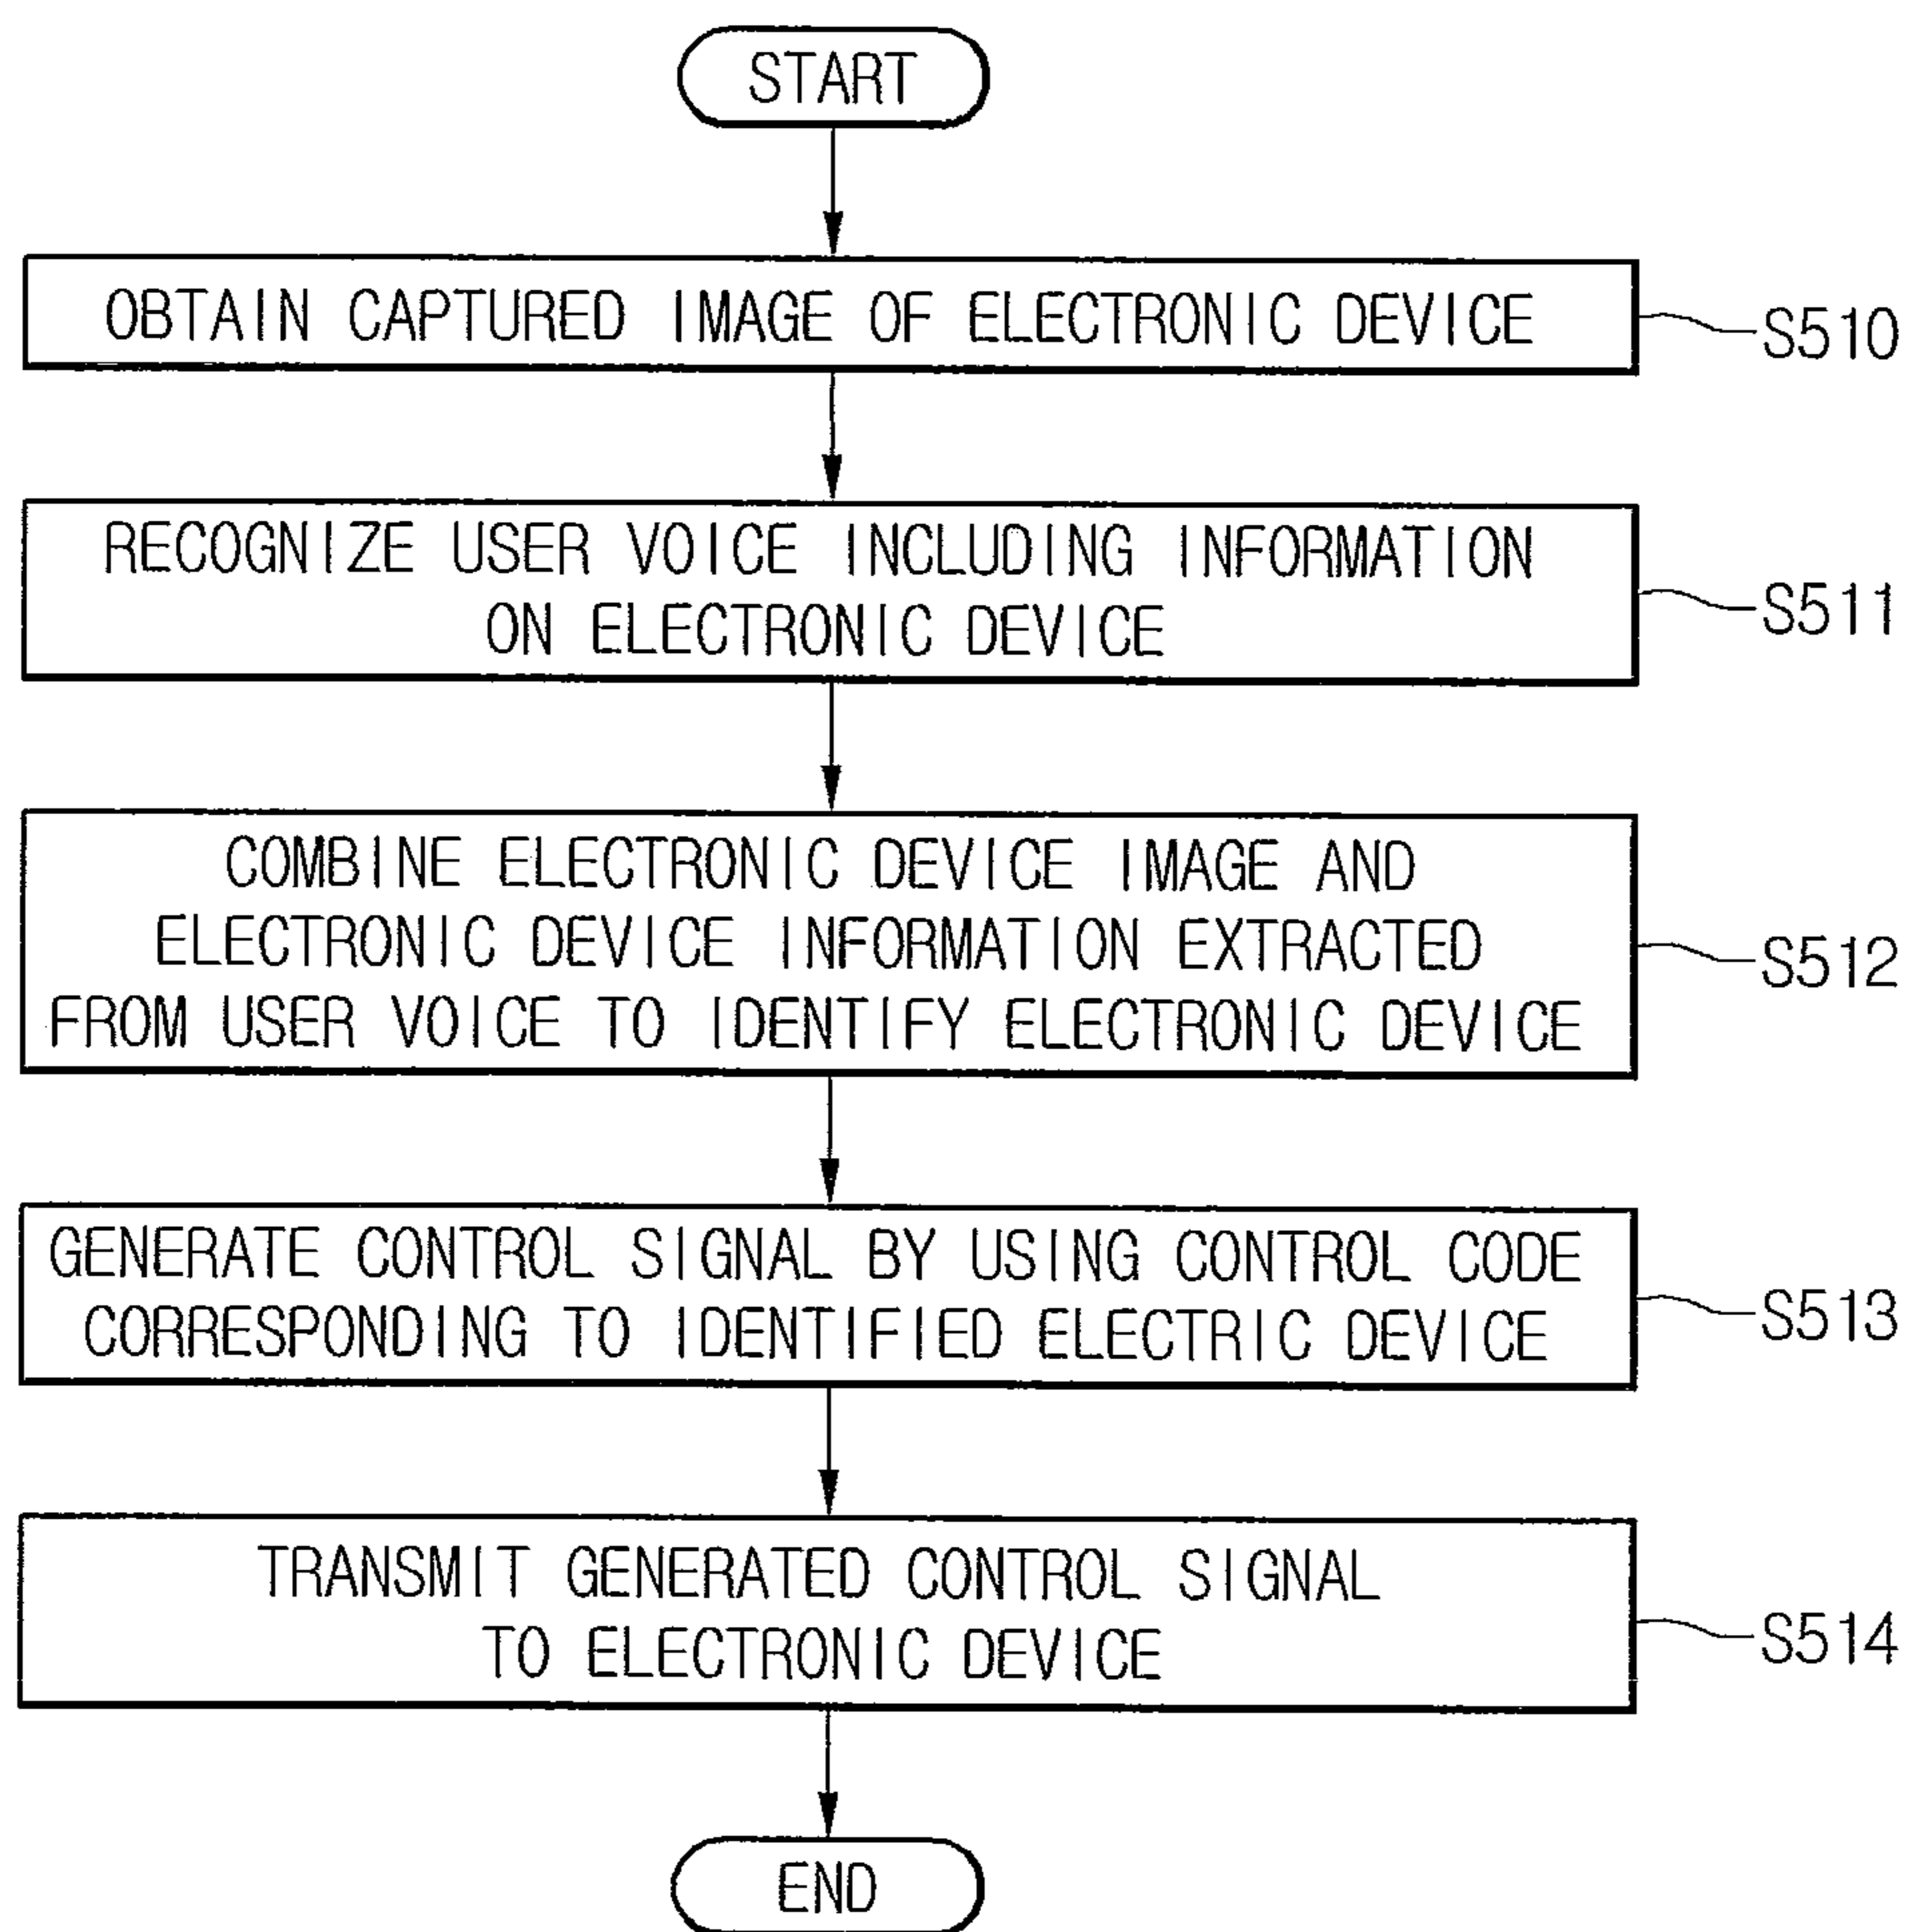 START
OBTAIN CAPTURED IMAGE OF ELECTRONIC DEVICE
S510
RECOGNIZE USER VOICE INCLUDING INFORMATION
ON ELECTRONIC DEVICE
S511
COMBINE ELECTRONIC DEVICE IMAGE AND
ELECTRONIC DEVICE INFORMATION EXTRACTED
FROM USER VOICE TO IDENTIFY ELECTRONIC DEVICE
S512
GENERATE CONTROL SIGNAL BY USING CONTROL CODE
CORRESPONDING TO IDENTIFIED ELECTRIC DEVICE
S513
TRANSMIT GENERATED CONTROL SIGNAL
TO ELECTRONIC DEVICE
S514
END